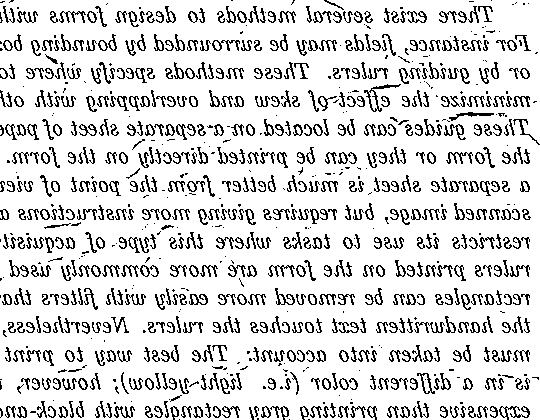 There exist several methods to design forms with
For instance, fields may be surrounded by bounding bo
or by guiding rulers. These methods specify where to
minimize the effect of skew and overlapping with oth
These guides can be located on a separate sheet of pape
the form or they can be printed directly on the form.
a separate sheet is much better from the point of view
scanned image, but requires giving more instructions a
restricts its use to tasks where this type of acquisit
rulers printed on the form are more commonly used
rectangles can be removed more easily with filters tha
the handwritten text touches the rulers. Nevertheless,
must be taken into account: The best way to print
is in a different color (i.e. light yellow); however,
expensive than printing gray rectangles with black-an